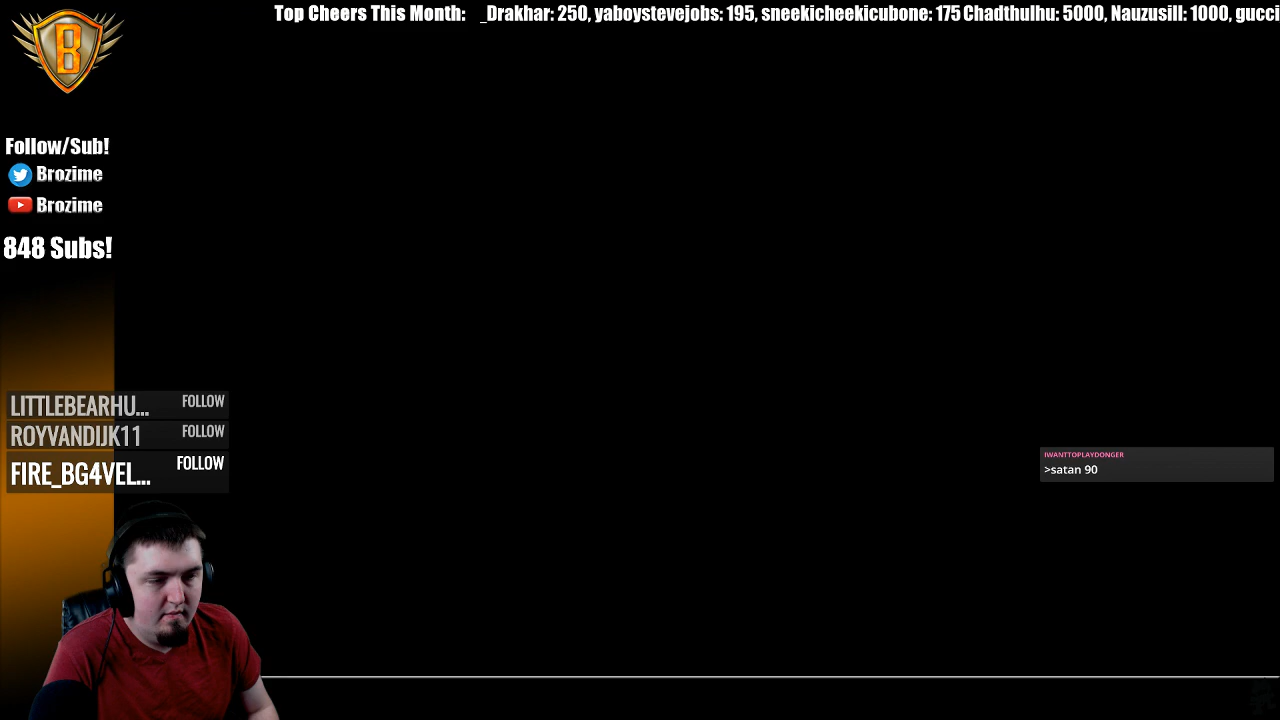 Top Cheers This Month: _Drakhar: 250, yaboystevejobs: 195, sneekicheekicubone: 175 Chadthulhu: 5000, Nauzusill: 1000, gucci
B
Follow/Sub!
Brozime
Brozime
848 Subs!
LITTLEBEARHU... FOLLOW
ROYVANDIJK11 FOLLOW
FIRE_BG4VEL... FOLLOW
IWANTTOPLAYDONGER
>satan 90